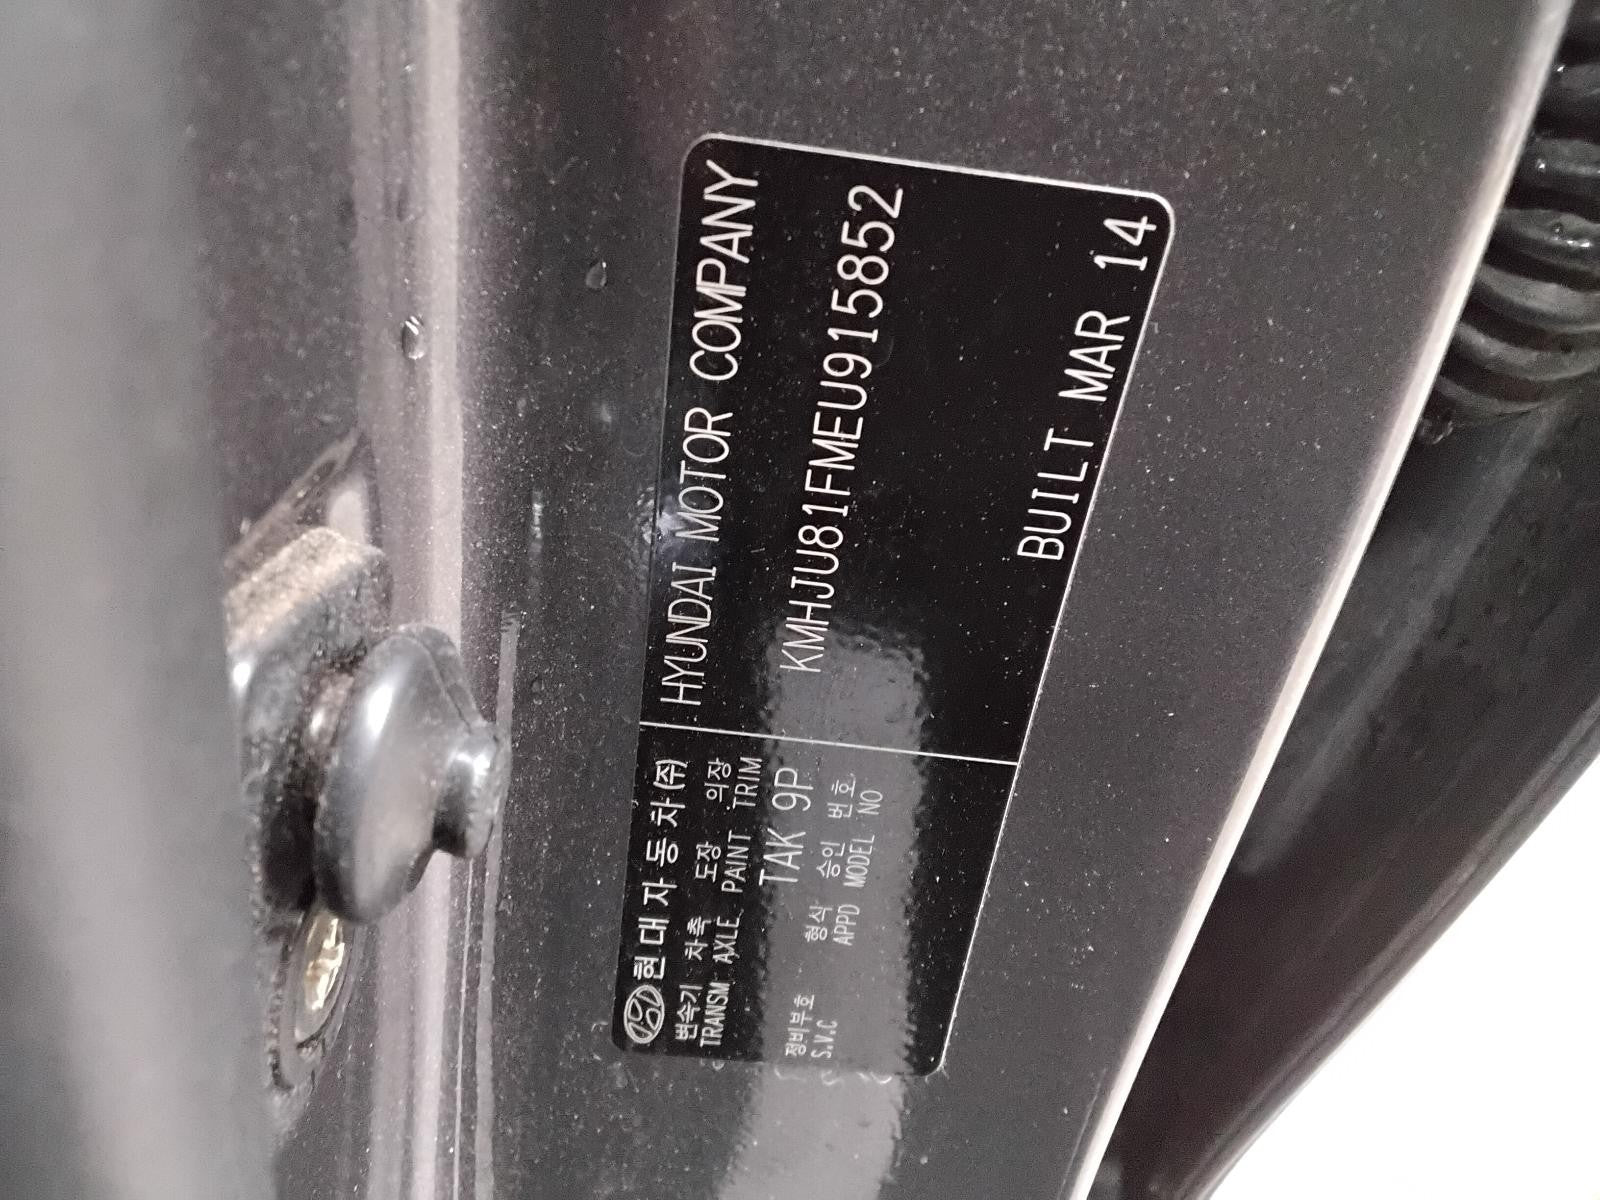 현대자동차(주)
변속기 차축 도장 의장
TRANSM AXLE PAINT TRIM
TAK 9P
정비부호 형식 승인 번호
S.V.C APPD MODEL NO
HYUNDAI MOTOR COMPANY
KMHJU81FMEU915852
BUILT MAR 14